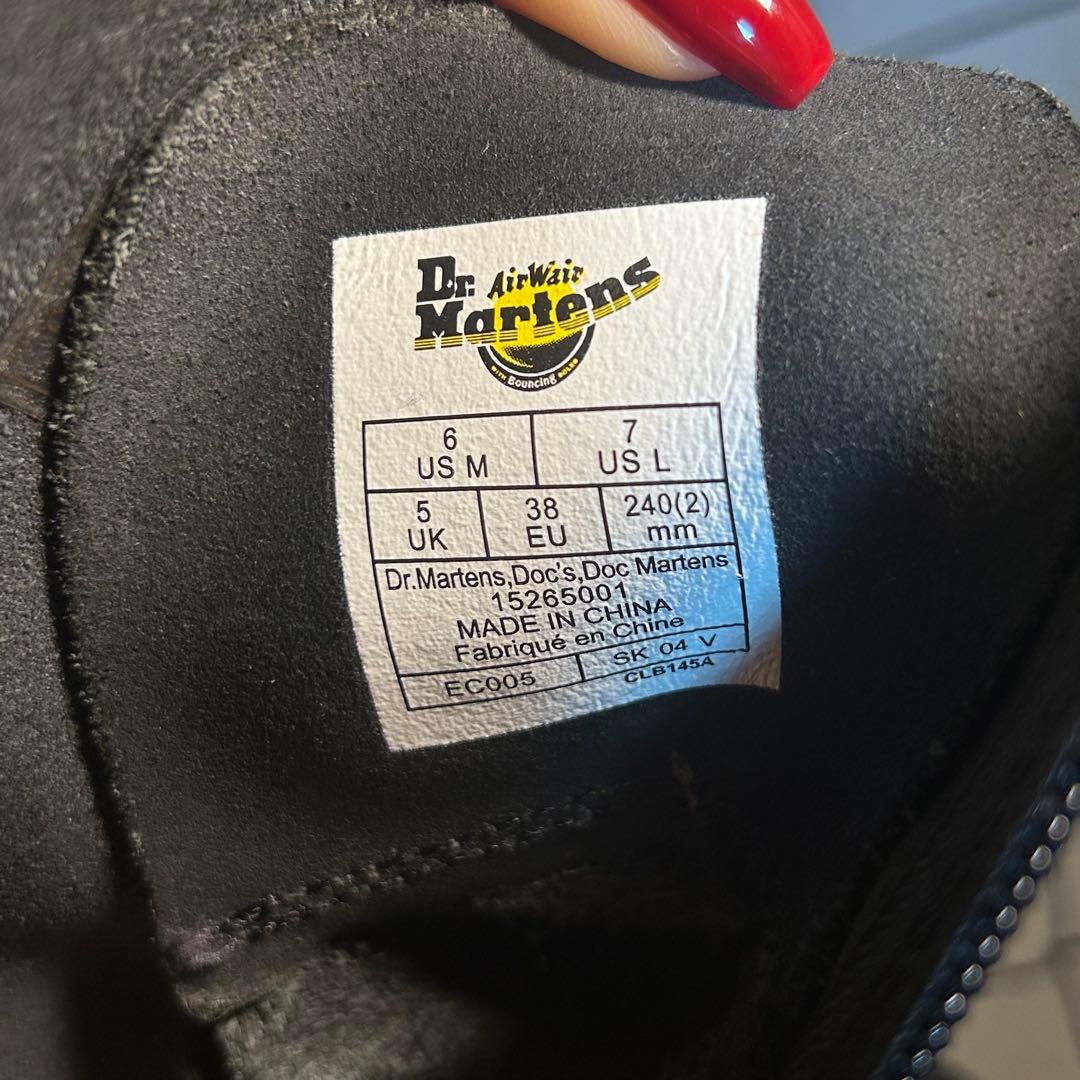 Dr. AirWair
Martens
WITH Bouncing SOLES
6 7
US M US L
5 38 240(2)
UK EU mm
Dr.Martens,Doc's,Doc Martens
15265001
MADE IN CHINA
Fabriqué en Chine
EC005 SK 04 V
CLB145A